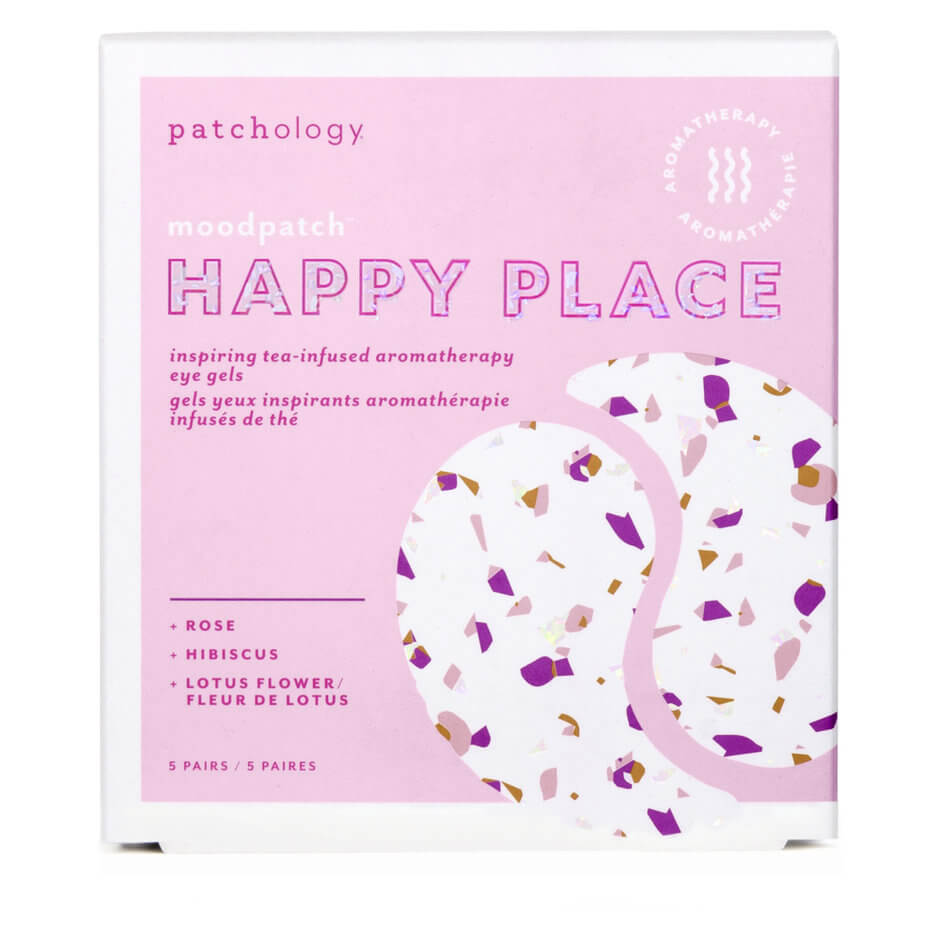 patchology
AROMATHERAPY
AROMATHÉRAPIE
moodpatch™
HAPPY PLACE
inspiring tea-infused aromatherapy
eye gels
gels yeux inspirants aromathérapie
infusés de thé
+ ROSE
+ HIBISCUS
+ LOTUS FLOWER/
FLEUR DE LOTUS
5 PAIRS / 5 PAIRES